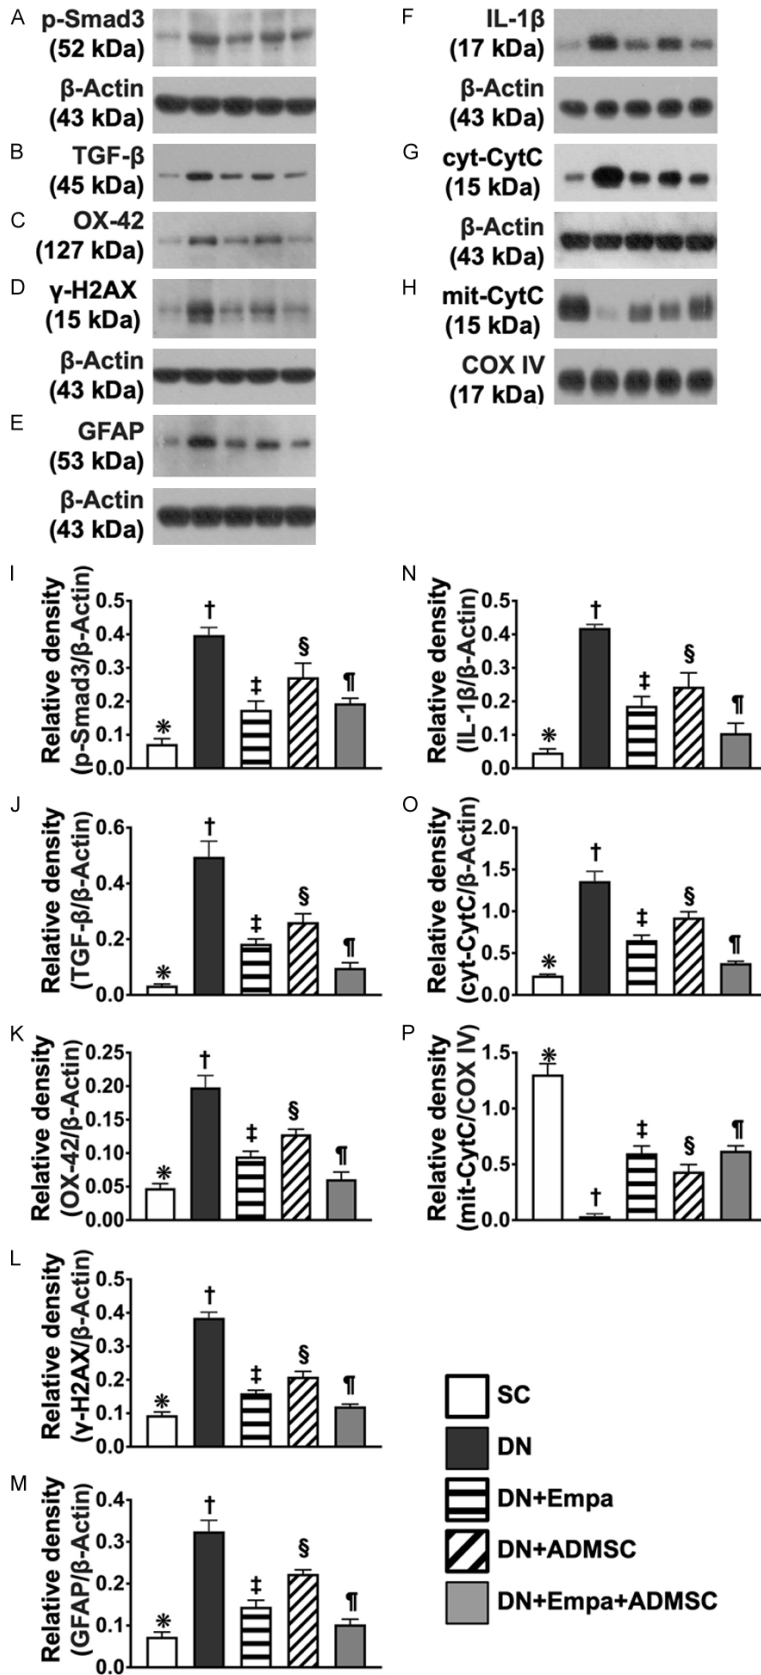 A
p-Smad3
(52 kDa)
β-Actin
(43 kDa)
B
TGF-β
(45 kDa)
C
OX-42
(127 kDa)
D
γ-H2AX
(15 kDa)
β-Actin
(43 kDa)
E
GFAP
(53 kDa)
β-Actin
(43 kDa)
F
IL-1β
(17 kDa)
β-Actin
(43 kDa)
G
cyt-CytC
(15 kDa)
β-Actin
(43 kDa)
H
mit-CytC
(15 kDa)
COX IV
(17 kDa)
I
Relative density
(p-Smad3/β-Actin)
0.5
0.4
0.3
0.2
0.1
0.0
* † ‡ § ¶
J
Relative density
(TGF-β/β-Actin)
0.6
0.4
0.2
0.0
* † ‡ § ¶
K
Relative density
(OX-42/β-Actin)
0.25
0.20
0.15
0.10
0.05
0.00
* † ‡ § ¶
L
Relative density
(γ-H2AX/β-Actin)
0.5
0.4
0.3
0.2
0.1
0.0
* † ‡ § ¶
M
Relative density
(GFAP/β-Actin)
0.4
0.3
0.2
0.1
0.0
* † ‡ § ¶
N
Relative density
(IL-1β/β-Actin)
0.5
0.4
0.3
0.2
0.1
0.0
* † ‡ § ¶
O
Relative density
(cyt-CytC/β-Actin)
2.0
1.5
1.0
0.5
0.0
* † ‡ § ¶
P
Relative density
(mit-CytC/COX IV)
1.5
1.0
0.5
0.0
* † ‡ § ¶
SC
DN
DN+Empa
DN+ADMSC
DN+Empa+ADMSC